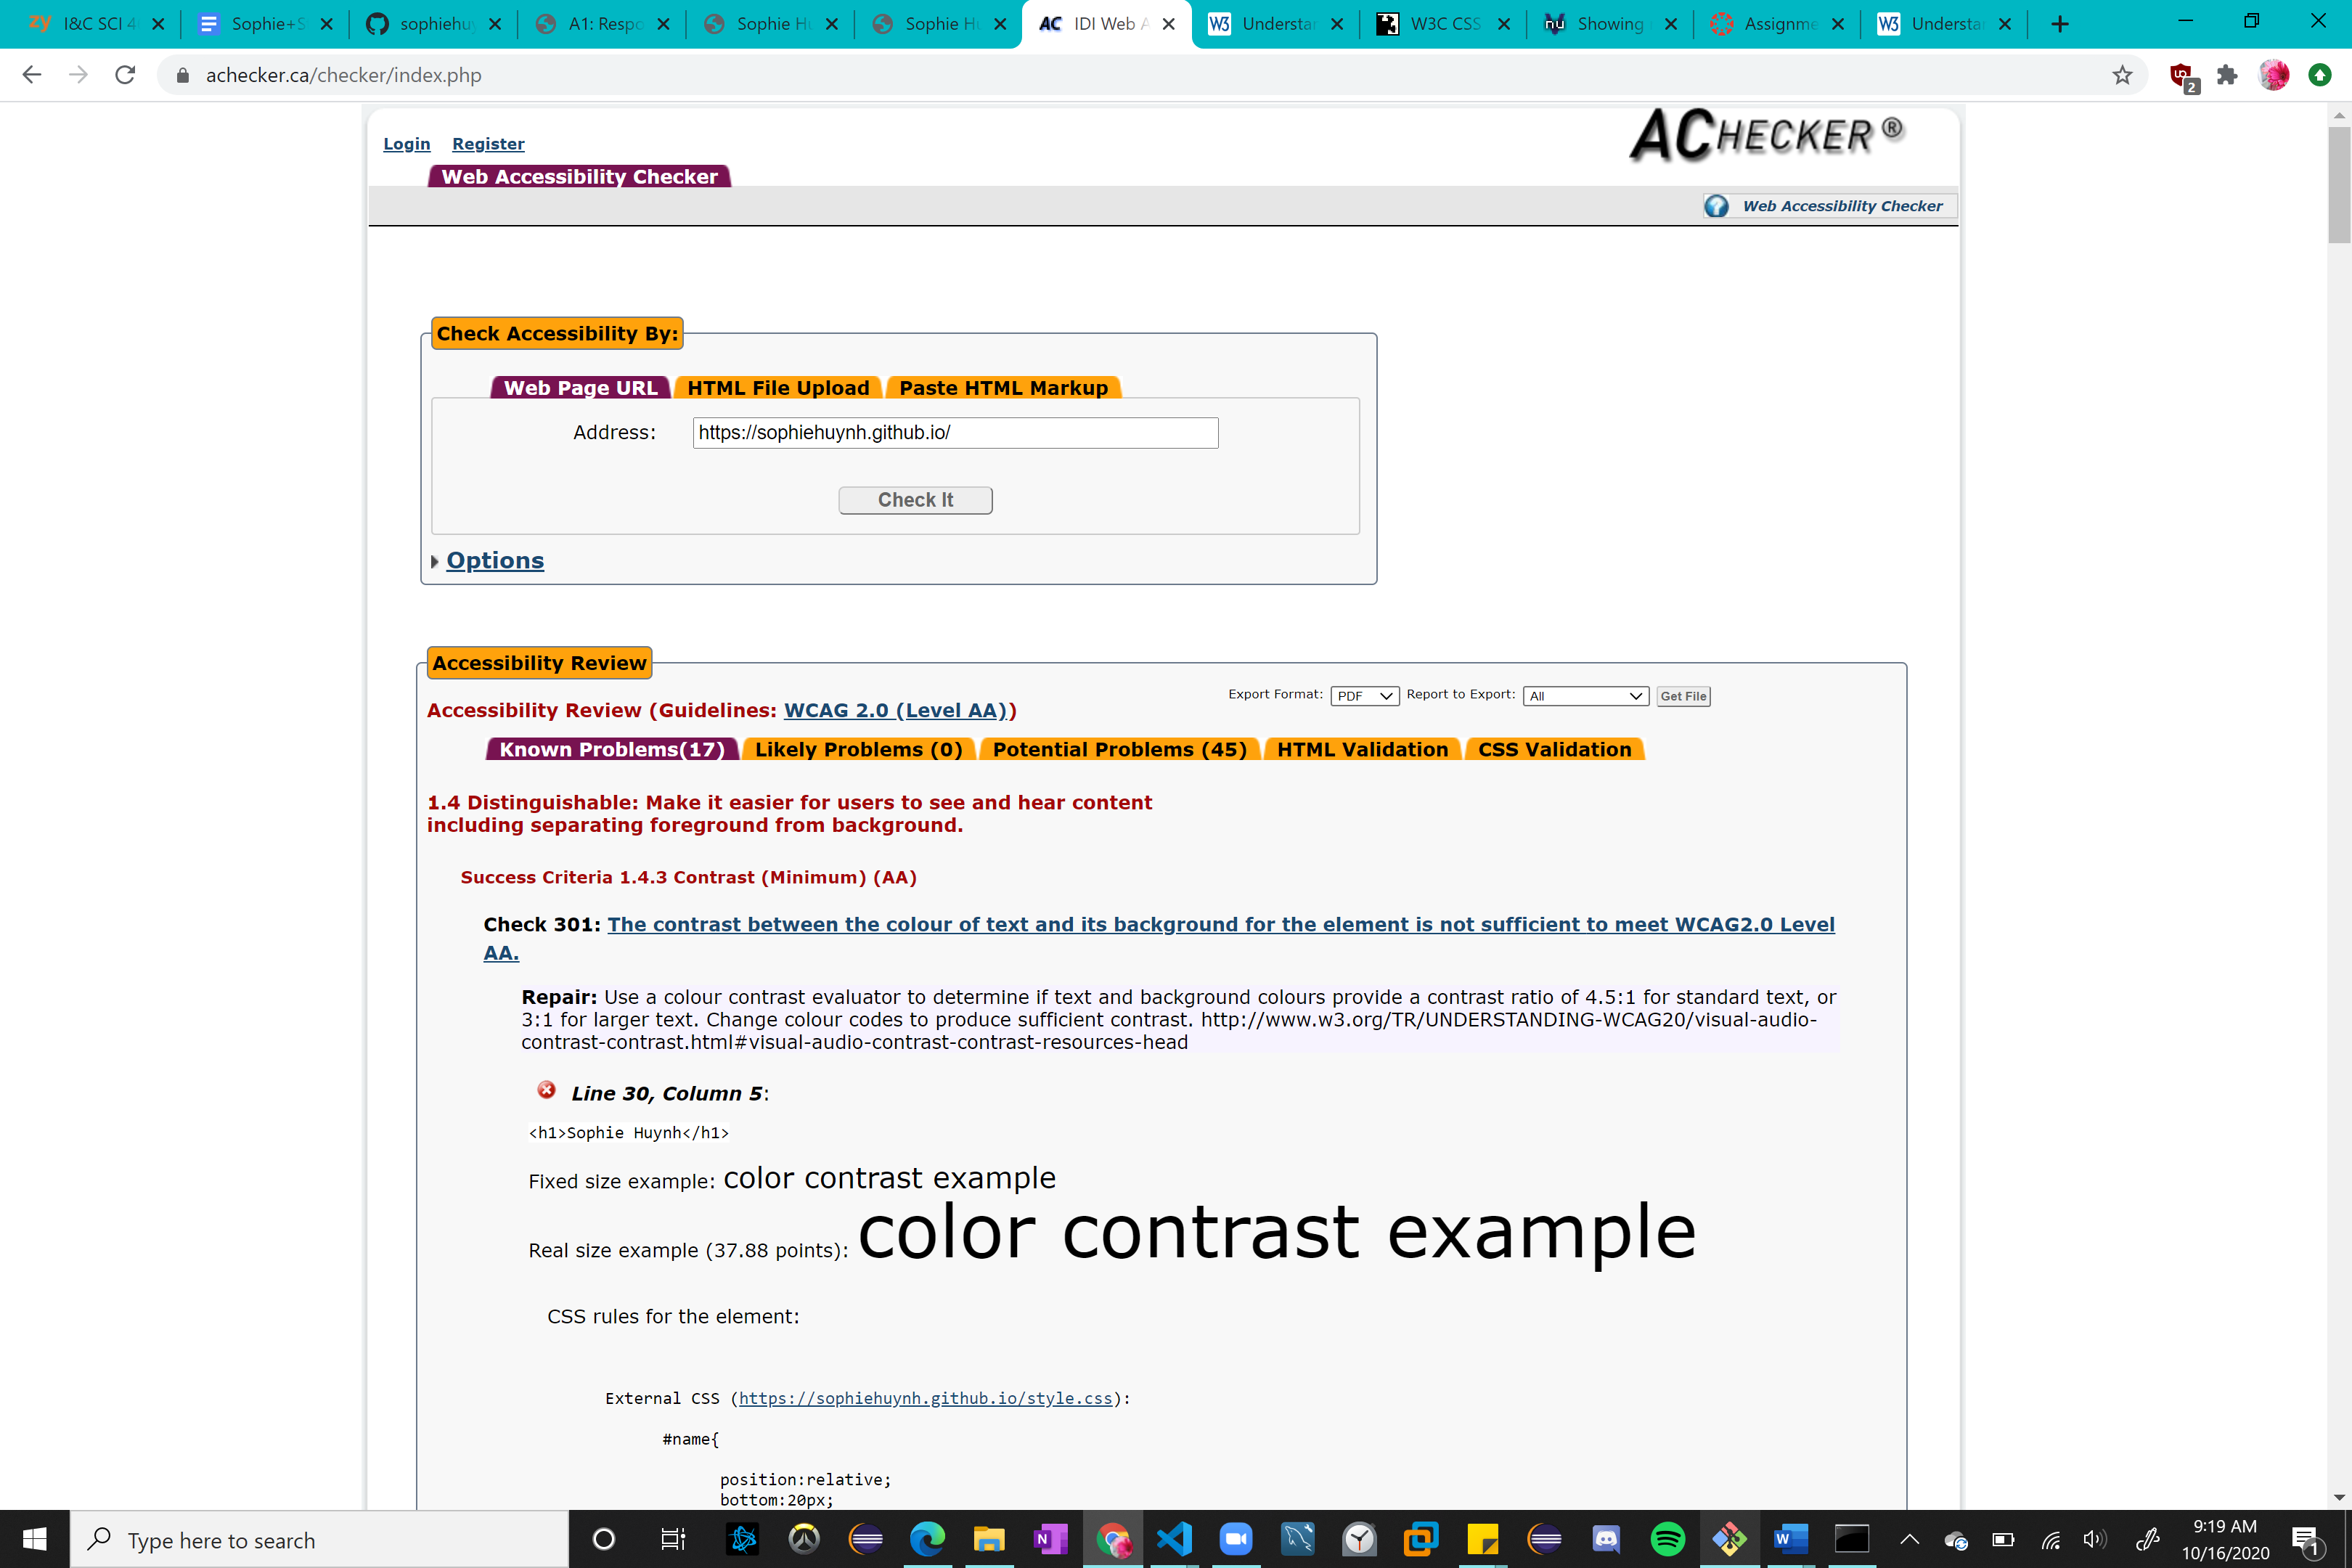 I&C SCI 4
Sophie+S
sophiehuy
A1: Respo
Sophie Hu
Sophie Hu
IDI Web A
Understan
W3C CSS
Showing
Assignme
Understan
achecker.ca/checker/index.php
2
Login Register
ACHECKER ®
Web Accessibility Checker
Web Accessibility Checker
Check Accessibility By:
Web Page URL HTML File Upload Paste HTML Markup
Address: https://sophiehuynh.github.io/
Check It
Options
Accessibility Review
Export Format: PDF Report to Export: All Get File
Accessibility Review (Guidelines: WCAG 2.0 (Level AA))
Known Problems(17) Likely Problems (0) Potential Problems (45) HTML Validation CSS Validation
1.4 Distinguishable: Make it easier for users to see and hear content
including separating foreground from background.
Success Criteria 1.4.3 Contrast (Minimum) (AA)
Check 301: The contrast between the colour of text and its background for the element is not sufficient to meet WCAG2.0 Level
AA.
Repair: Use a colour contrast evaluator to determine if text and background colours provide a contrast ratio of 4.5:1 for standard text, or
3:1 for larger text. Change colour codes to produce sufficient contrast. http://www.w3.org/TR/UNDERSTANDING-WCAG20/visual-audio-
contrast-contrast.html#visual-audio-contrast-contrast-resources-head
Line 30, Column 5:
<h1>Sophie Huynh</h1>
Fixed size example: color contrast example
Real size example (37.88 points): color contrast example
CSS rules for the element:
External CSS (https://sophiehuynh.github.io/style.css):
#name{
position:relative;
bottom:20px;
Type here to search
9:19 AM
10/16/2020
1